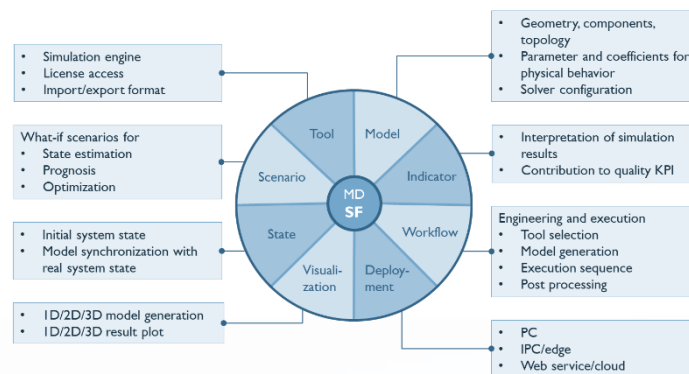 • Simulation engine
• License access
• Import/export format
• Geometry, components,
topology
• Parameter and coefficients for
physical behavior
• Solver configuration
What-if scenarios for
• State estimation
• Prognosis
• Optimization
• Interpretation of simulation
results
• Contribution to quality KPI
• Initial system state
• Model synchronization with
real system state
Engineering and execution
• Tool selection
• Model generation
• Execution sequence
• Post processing
• 1D/2D/3D model generation
• 1D/2D/3D result plot
• PC
• IPC/edge
• Web service/cloud
Tool
Model
Scenario
Indicator
MD
SF
State
Workflow
Visuali-
zation
Deploy-
ment